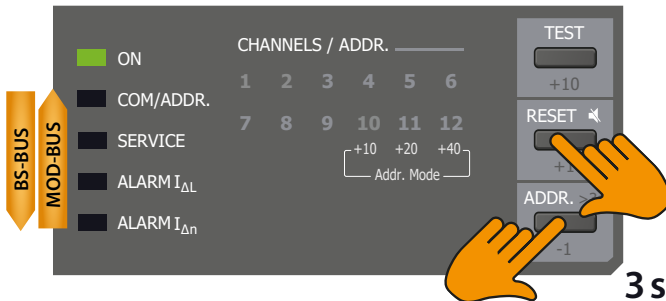 BS-BUS
MOD-BUS
ON
COM/ADDR.
SERVICE
ALARM IΔL
ALARM IΔn
CHANNELS / ADDR.
1 2 3 4 5 6
7 8 9 10 11 12
+10 +20 +40
Addr. Mode
TEST
+10
RESET
+1
ADDR.
-1
3 s